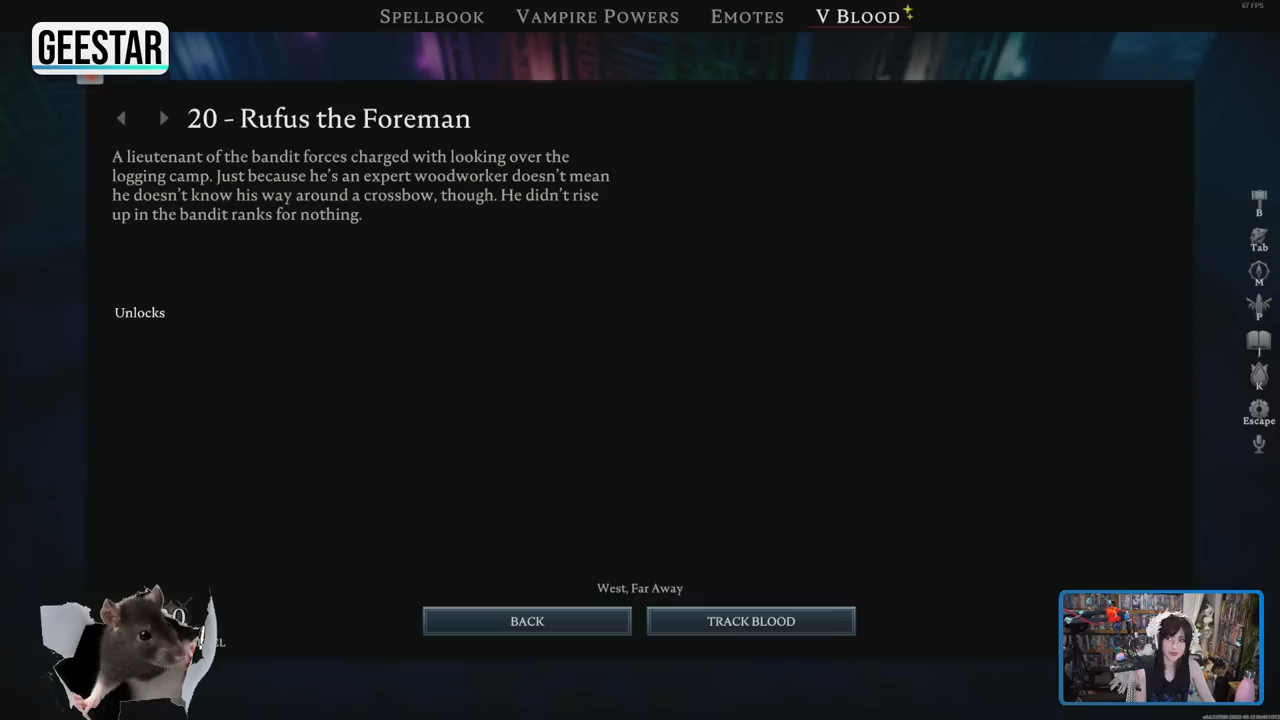 SPELLBOOK
VAMPIRE POWERS
EMOTES
V BLOOD
67 FPS
GEESTAR
20 - Rufus the Foreman
A lieutenant of the bandit forces charged with looking over the
logging camp. Just because he's an expert woodworker doesn't mean
he doesn't know his way around a crossbow, though. He didn't rise
up in the bandit ranks for nothing.
B
Tab
M
P
J
K
Escape
Unlocks
West, Far Away
BACK
TRACK BLOOD